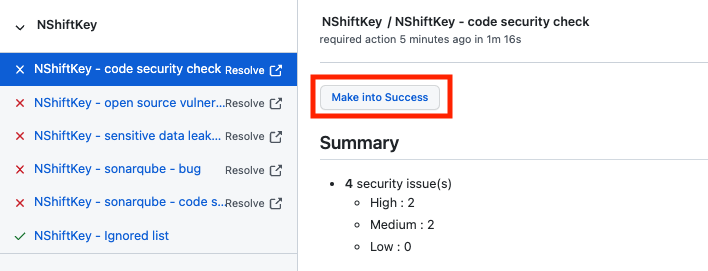 NShiftKey
NShiftKey - code security check Resolve
NShiftKey - open source vulner... Resolve
NShiftKey - sensitive data leak... Resolve
NShiftKey - sonarqube - bug Resolve
NShiftKey - sonarqube - code s... Resolve
NShiftKey - Ignored list
NShiftKey / NShiftKey - code security check
required action 5 minutes ago in 1m 16s
Make into Success
Summary
4 security issue(s)
High : 2
Medium : 2
Low : 0